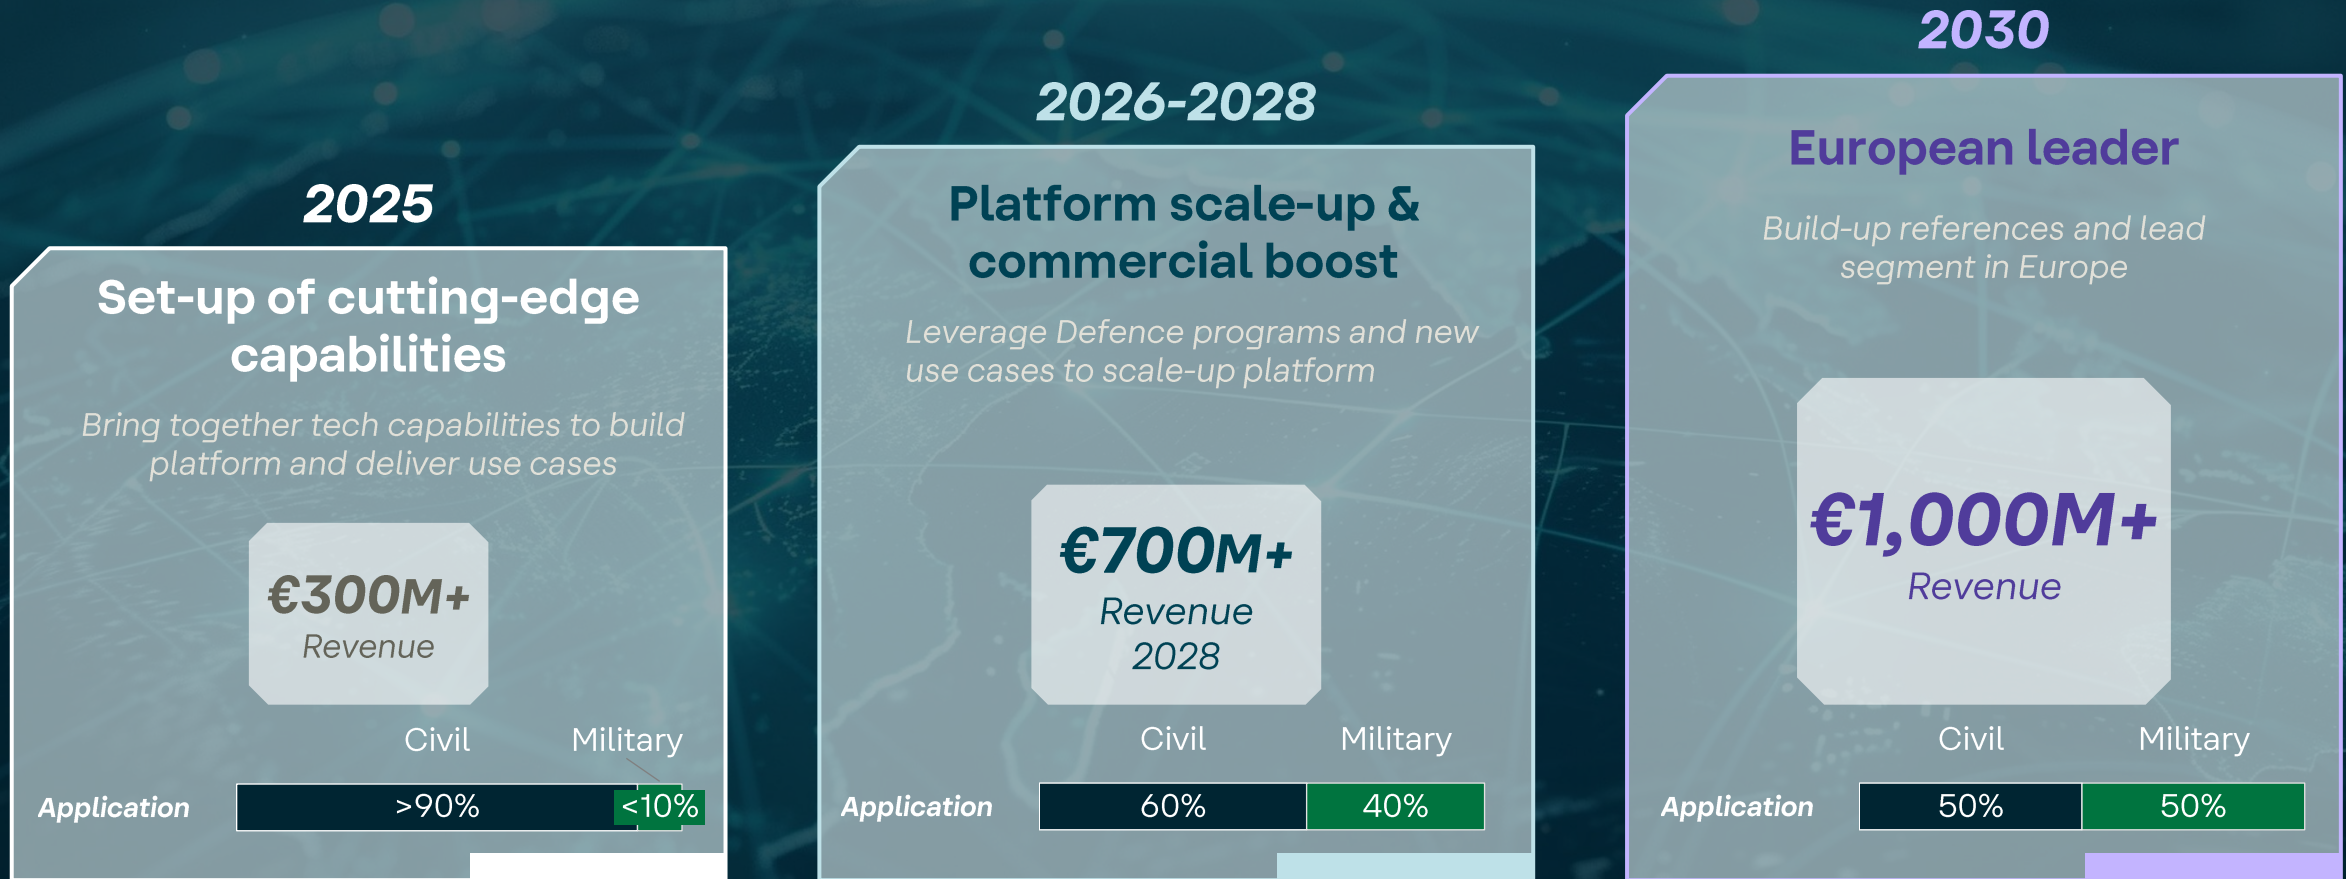 2025
Set-up of cutting-edge
capabilities
Bring together tech capabilities to build
platform and deliver use cases
€300M+
Revenue
Civil Military
Application >90% <10%
2026-2028
Platform scale-up &
commercial boost
Leverage Defence programs and new
use cases to scale-up platform
€700M+
Revenue
2028
Civil Military
Application 60% 40%
2030
European leader
Build-up references and lead
segment in Europe
€1,000M+
Revenue
Civil Military
Application 50% 50%